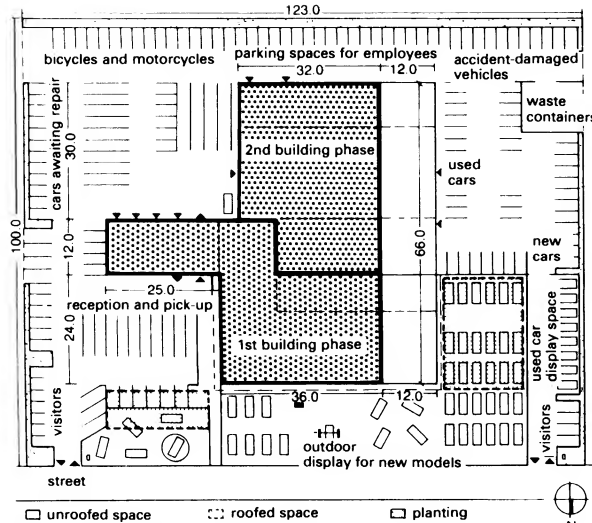 123.0
bicycles and motorcycles
parking spaces for employees
32.0
12.0
accident-damaged
vehicles
waste
containers
cars awaiting repair
30.0
2nd building phase
used
cars
100.0
12.0
66.0
new
cars
25.0
reception and pick-up
24.0
1st building phase
used car
display space
36.0
12.0
visitors
outdoor
display for new models
visitors
street
unroofed space
roofed space
planting